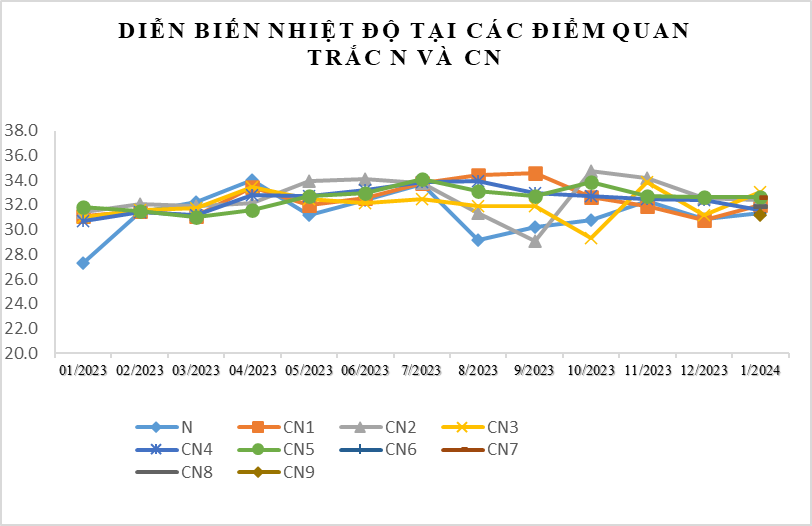 DIỄN BIẾN NHIỆT ĐỘ TẠI CÁC ĐIỂM QUAN
TRẮC N VÀ CN
38.0
36.0
34.0
32.0
30.0
28.0
26.0
24.0
22.0
20.0
01/2023 02/2023 03/2023 04/2023 05/2023 06/2023 7/2023 8/2023 9/2023 10/2023 11/2023 12/2023 1/2024
N CN1 CN2 CN3
CN4 CN5 CN6 CN7
CN8 CN9